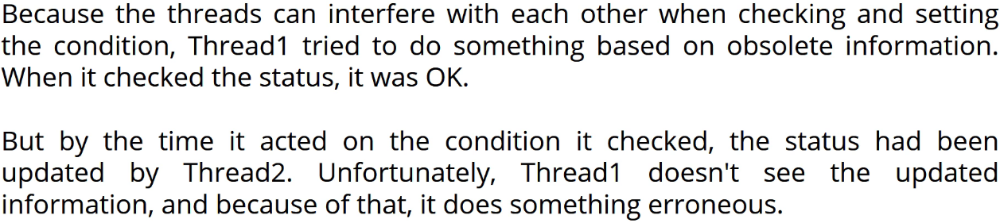 Because the threads can interfere with each other when checking and setting
the condition, Thread1 tried to do something based on obsolete information.
When it checked the status, it was OK.
But by the time it acted on the condition it checked, the status had been
updated by Thread2. Unfortunately, Thread1 doesn't see the updated
information, and because of that, it does something erroneous.